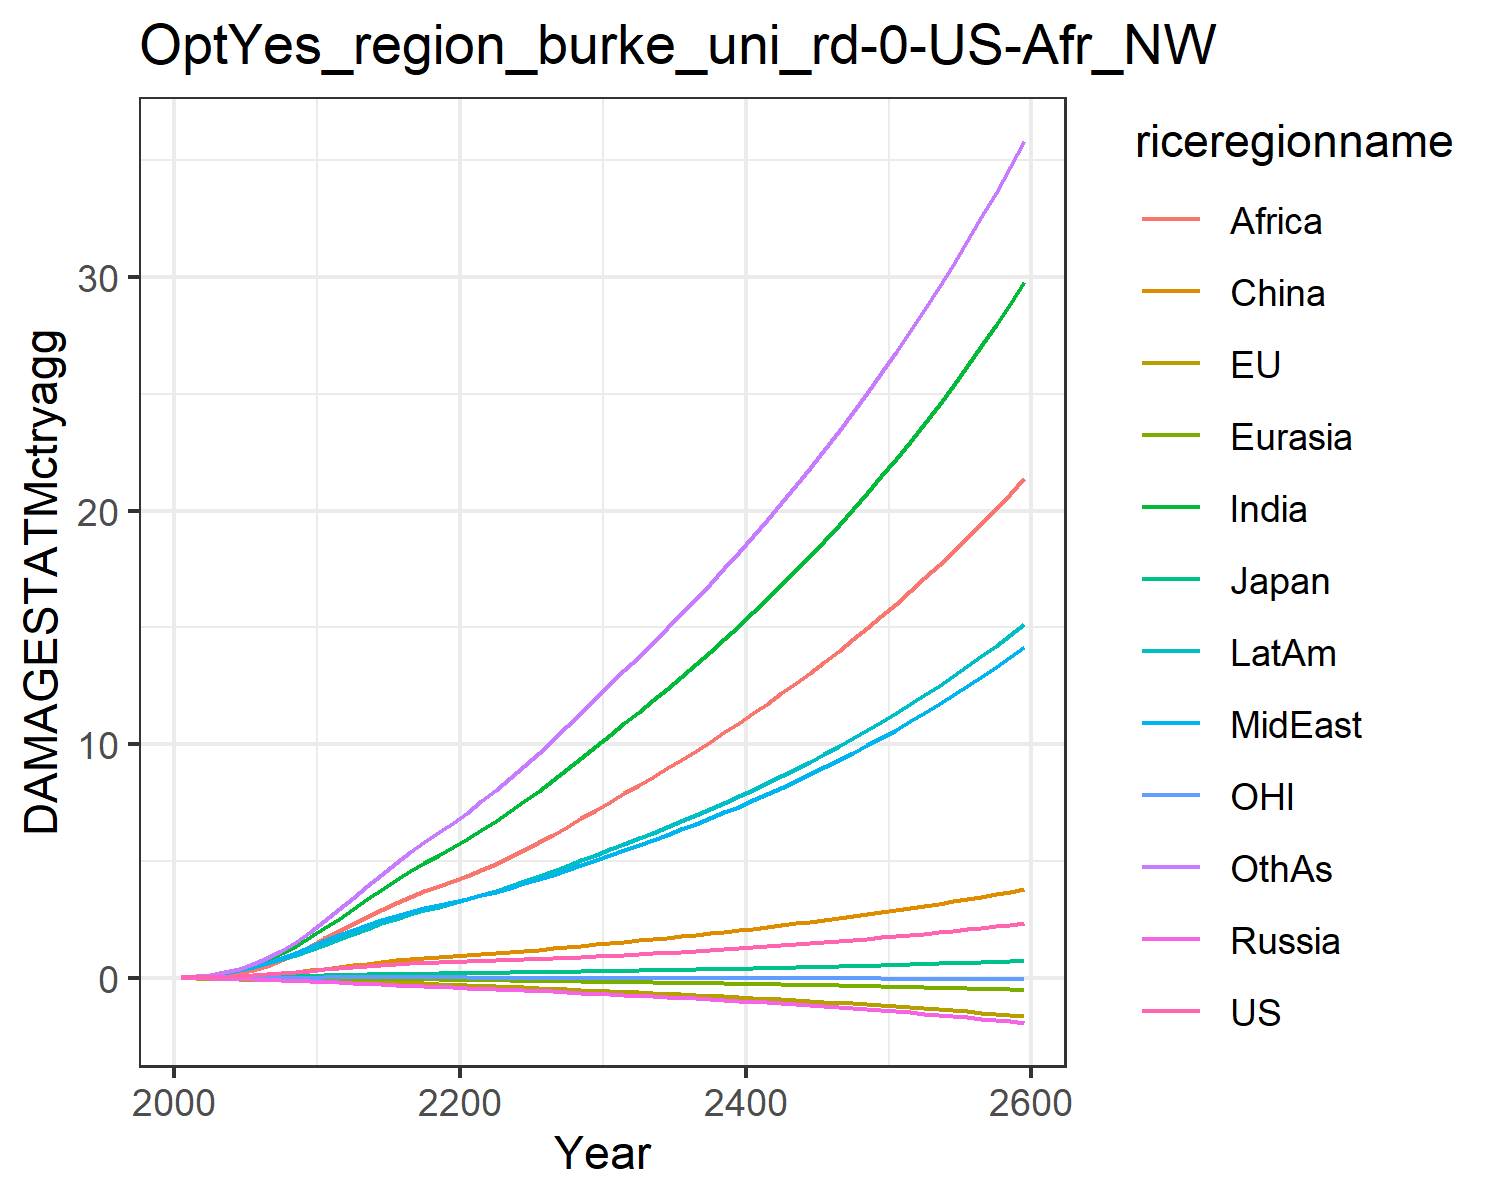 OptYes_region_burke_uni_rd-0-US-Afr_NW
DAMAGESTATMctryagg
30
20
10
0
2000
2200
2400
2600
Year
riceregionname
Africa
China
EU
Eurasia
India
Japan
LatAm
MidEast
OHI
OthAs
Russia
US